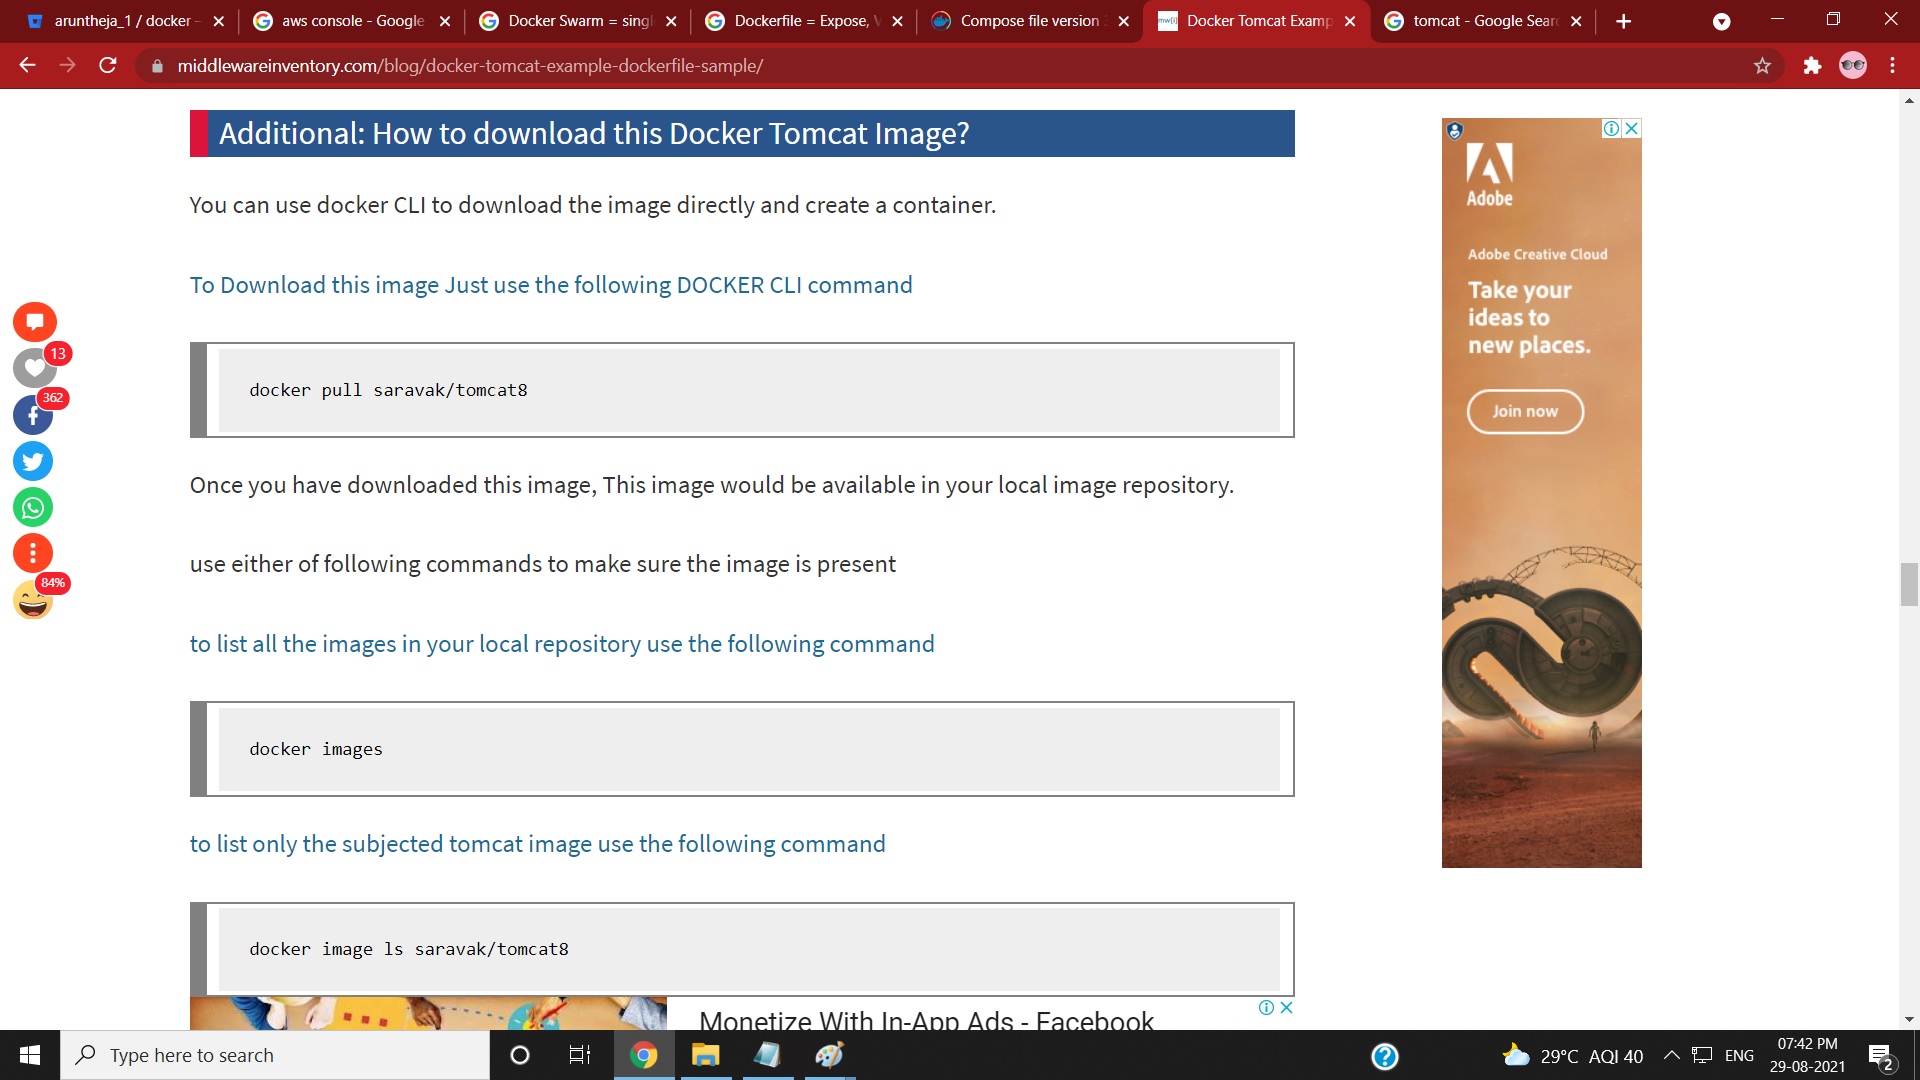 aruntheja_1 / docker
aws console - Google
Docker Swarm = singl
Dockerfile = Expose, V
Compose file version 3
Docker Tomcat Examp
tomcat - Google Sear
middlewareinventory.com/blog/docker-tomcat-example-dockerfile-sample/
mw[i]
Additional: How to download this Docker Tomcat Image?
You can use docker CLI to download the image directly and create a container.
To Download this image Just use the following DOCKER CLI command
docker pull saravak/tomcat8
Once you have downloaded this image, This image would be available in your local image repository.
use either of following commands to make sure the image is present
to list all the images in your local repository use the following command
docker images
to list only the subjected tomcat image use the following command
docker image ls saravak/tomcat8
Monetize With In-App Ads - Facebook
13
362
84%
Adobe
Adobe Creative Cloud
Take your
ideas to
new places.
Join now
Type here to search
29°C AQI 40
ENG
07:42 PM
29-08-2021
2